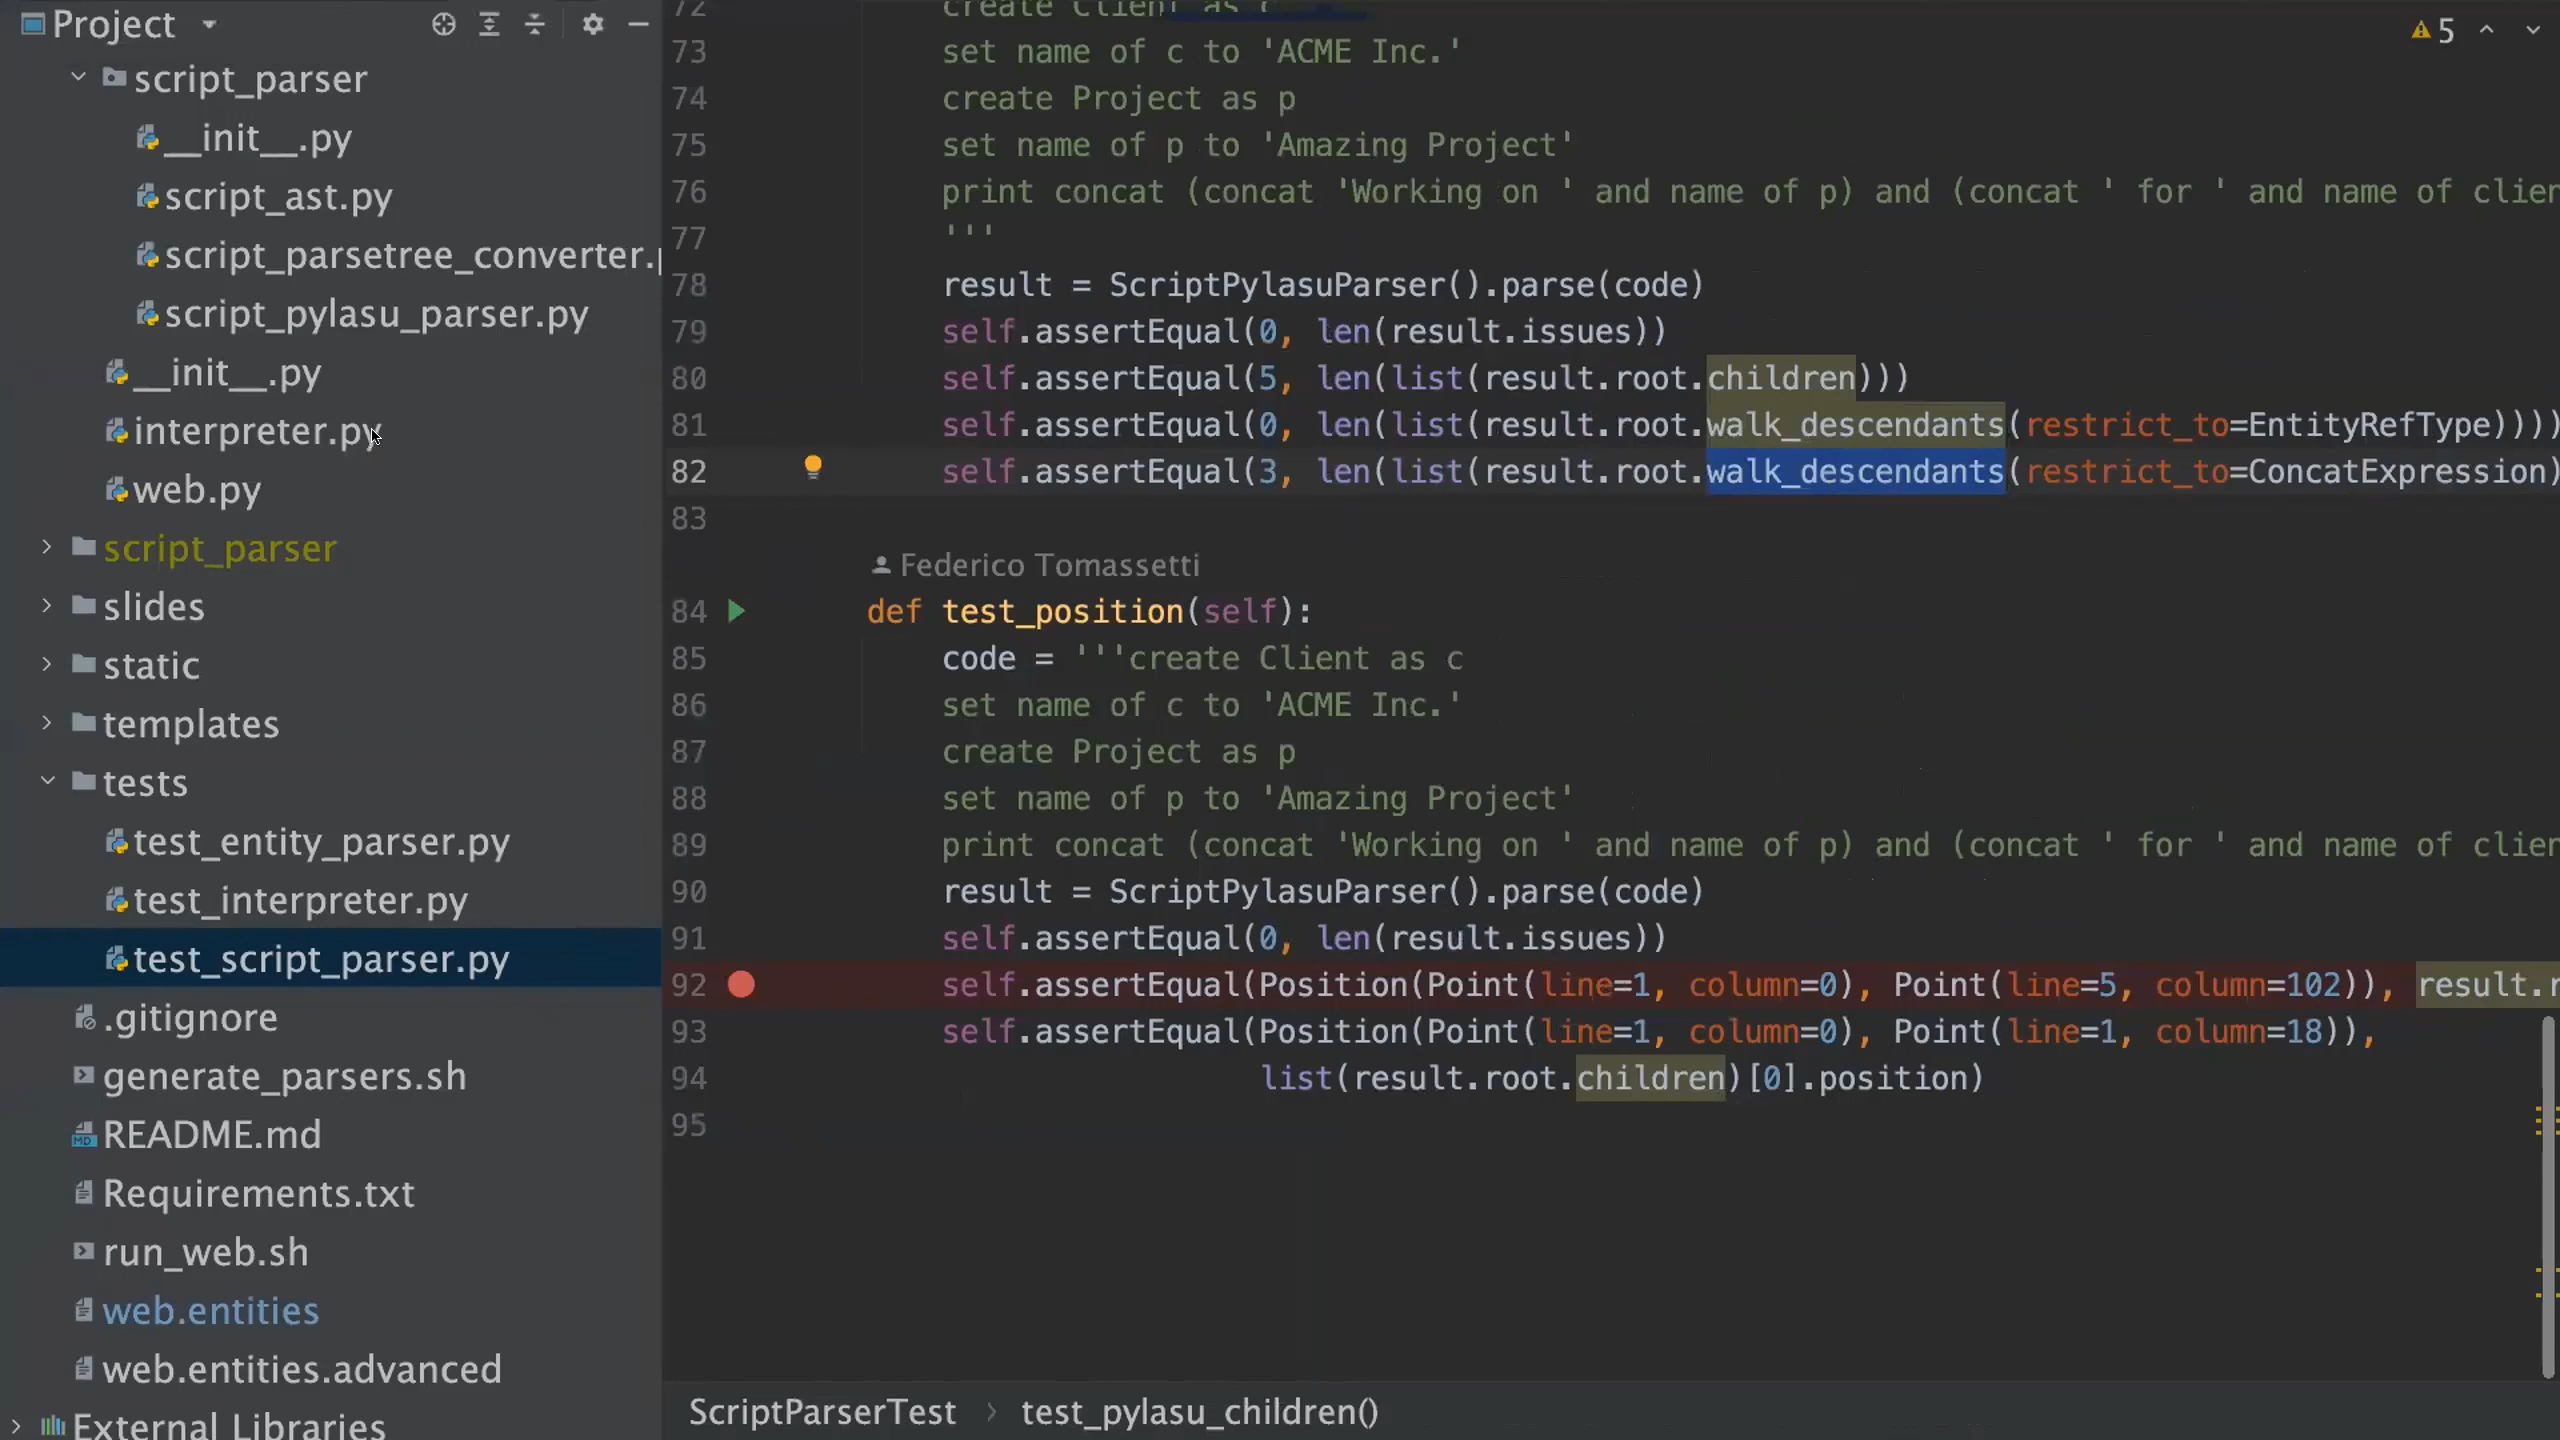 Project
script_parser
__init__.py
script_ast.py
script_parsetree_converter.p
script_pylasu_parser.py
__init__.py
interpreter.py
web.py
script_parser
slides
static
templates
tests
test_entity_parser.py
test_interpreter.py
test_script_parser.py
.gitignore
generate_parsers.sh
README.md
Requirements.txt
run_web.sh
web.entities
web.entities.advanced
External Libraries
5
72 create Client as c
73 set name of c to 'ACME Inc.'
74 create Project as p
75 set name of p to 'Amazing Project'
76 print concat (concat 'Working on ' and name of p) and (concat ' for ' and name of clien
77 '''
78 result = ScriptPylasuParser().parse(code)
79 self.assertEqual(0, len(result.issues))
80 self.assertEqual(5, len(list(result.root.children)))
81 self.assertEqual(0, len(list(result.root.walk_descendants(restrict_to=EntityRefType))))
82 self.assertEqual(3, len(list(result.root.walk_descendants(restrict_to=ConcatExpression)
83
Federico Tomassetti
84 def test_position(self):
85 code = '''create Client as c
86 set name of c to 'ACME Inc.'
87 create Project as p
88 set name of p to 'Amazing Project'
89 print concat (concat 'Working on ' and name of p) and (concat ' for ' and name of clien
90 result = ScriptPylasuParser().parse(code)
91 self.assertEqual(0, len(result.issues))
92 self.assertEqual(Position(Point(line=1, column=0), Point(line=5, column=102)), result.r
93 self.assertEqual(Position(Point(line=1, column=0), Point(line=1, column=18)),
94 list(result.root.children)[0].position)
95
ScriptParserTest > test_pylasu_children()